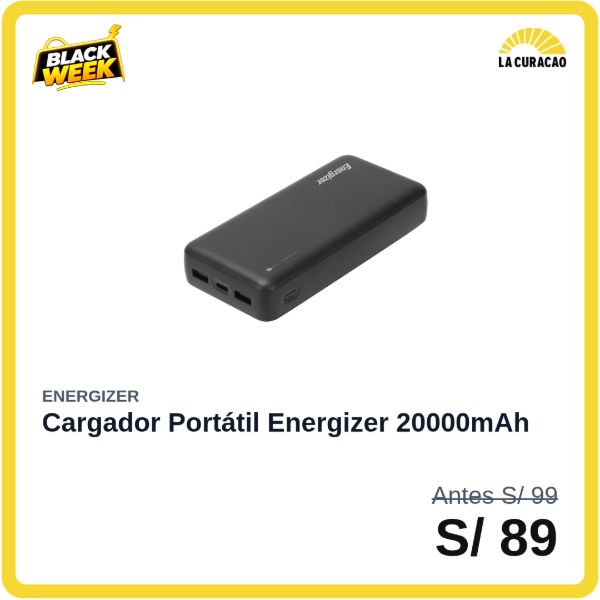 BLACK
WEEK
LA CURACAO
Energizer
ENERGIZER
Cargador Portátil Energizer 20000mAh
Antes S/ 99
S/ 89